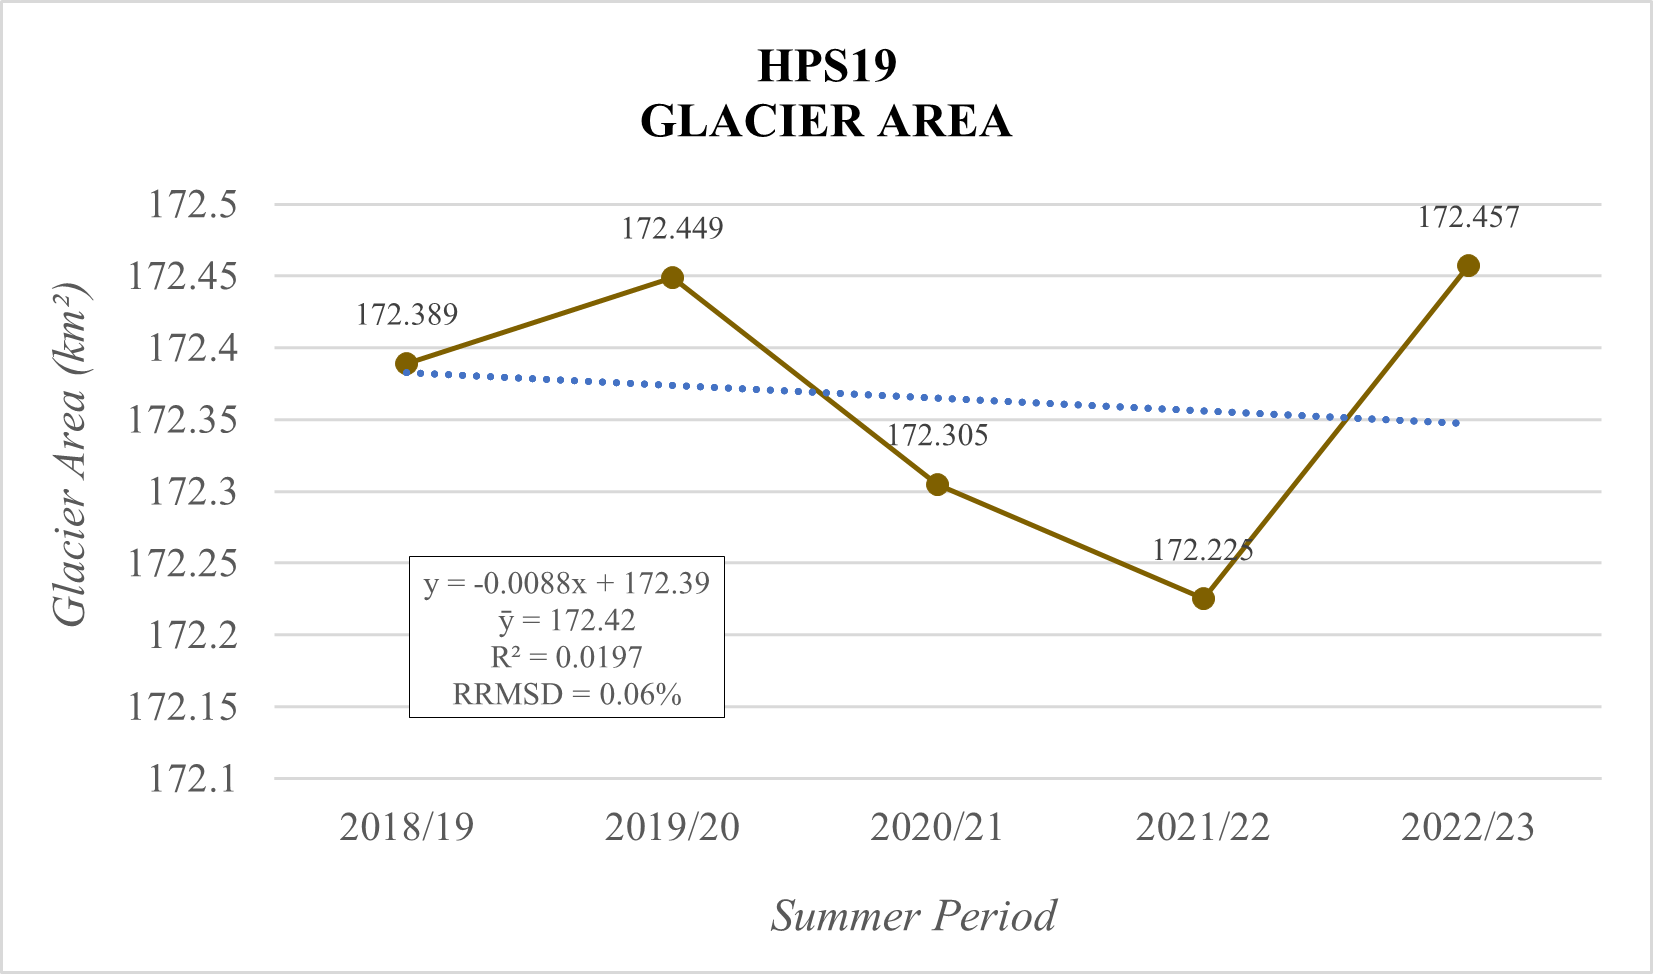 HPS19
GLACIER AREA
Glacier Area (km²)
172.5
172.45
172.4
172.35
172.3
172.25
172.2
172.15
172.1
172.389
172.449
172.305
172.225
172.457
y = -0.0088x + 172.39
ȳ = 172.42
R² = 0.0197
RRMSD = 0.06%
2018/19
2019/20
2020/21
2021/22
2022/23
Summer Period